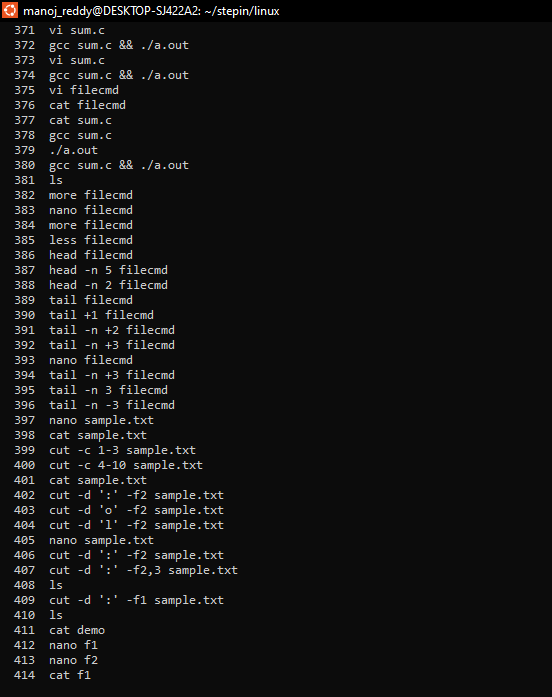 manoj_reddy@DESKTOP-SJ422A2: ~/stepin/linux
371 vi sum.c
372 gcc sum.c && ./a.out
373 vi sum.c
374 gcc sum.c && ./a.out
375 vi filecmd
376 cat filecmd
377 cat sum.c
378 gcc sum.c
379 ./a.out
380 gcc sum.c && ./a.out
381 ls
382 more filecmd
383 nano filecmd
384 more filecmd
385 less filecmd
386 head filecmd
387 head -n 5 filecmd
388 head -n 2 filecmd
389 tail filecmd
390 tail +1 filecmd
391 tail -n +2 filecmd
392 tail -n +3 filecmd
393 nano filecmd
394 tail -n +3 filecmd
395 tail -n 3 filecmd
396 tail -n -3 filecmd
397 nano sample.txt
398 cat sample.txt
399 cut -c 1-3 sample.txt
400 cut -c 4-10 sample.txt
401 cat sample.txt
402 cut -d ':' -f2 sample.txt
403 cut -d 'o' -f2 sample.txt
404 cut -d 'l' -f2 sample.txt
405 nano sample.txt
406 cut -d ':' -f2 sample.txt
407 cut -d ':' -f2,3 sample.txt
408 ls
409 cut -d ':' -f1 sample.txt
410 ls
411 cat demo
412 nano f1
413 nano f2
414 cat f1